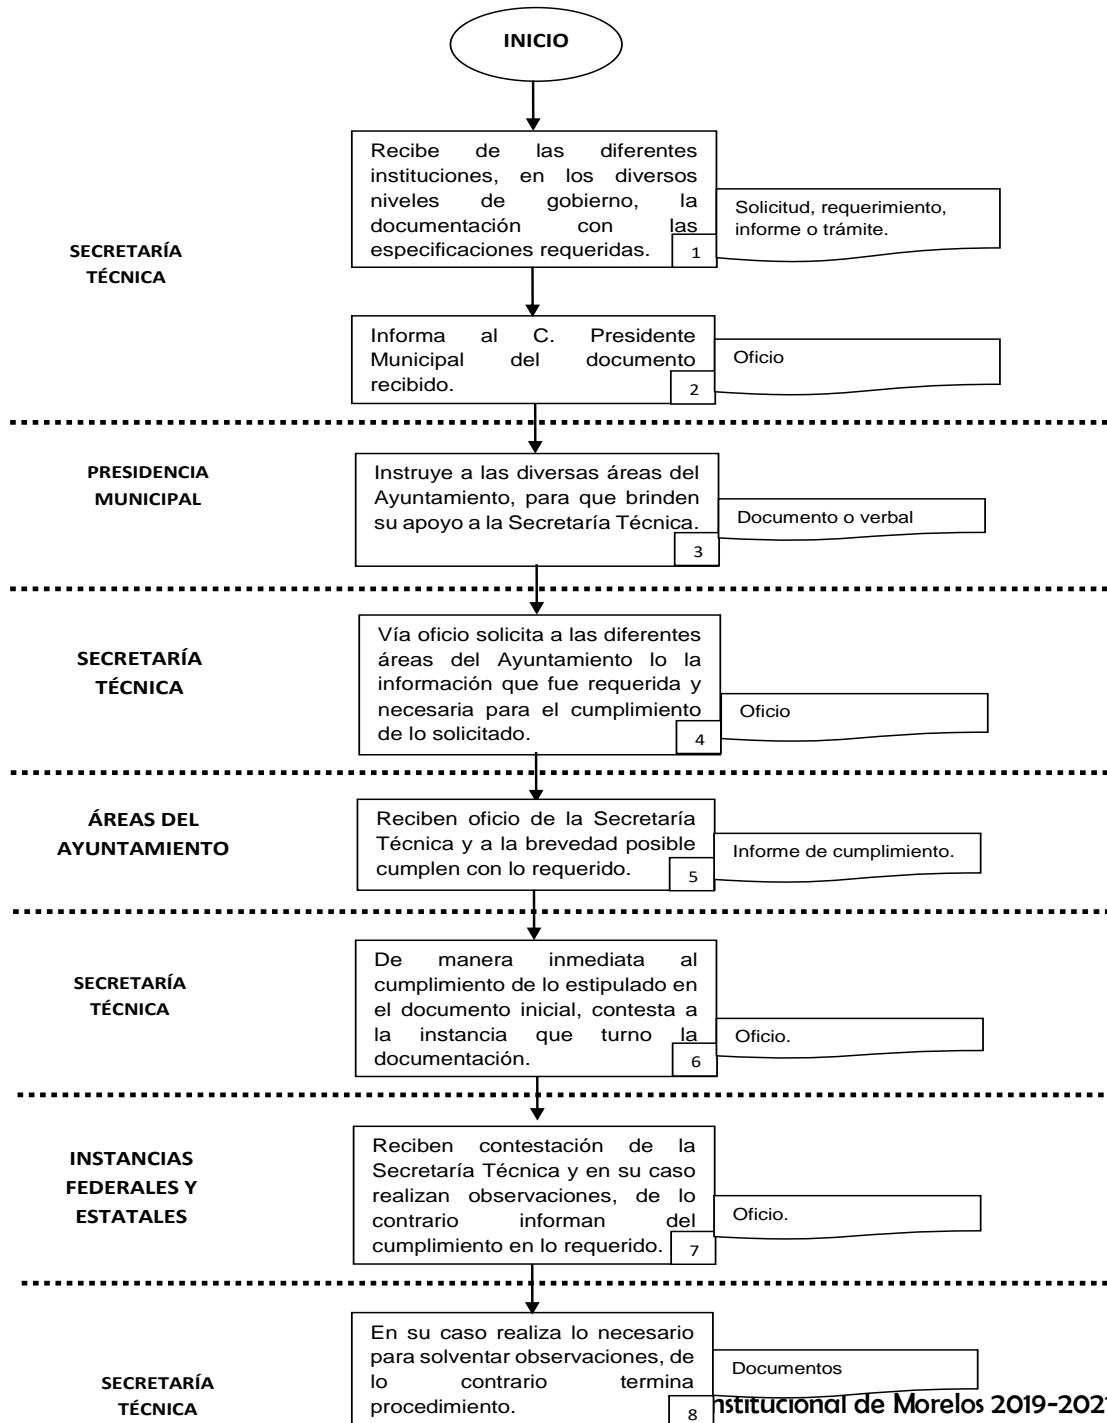 INICIO
Recibe de las diferentes
instituciones, en los diversos
niveles de gobierno, la
documentación con las
especificaciones requeridas.
1
Solicitud, requerimiento,
informe o trámite.
SECRETARÍA
TÉCNICA
Informa al C. Presidente
Municipal del documento
recibido.
2
Oficio
PRESIDENCIA
MUNICIPAL
Instruye a las diversas áreas del
Ayuntamiento, para que brinden
su apoyo a la Secretaría Técnica.
3
Documento o verbal
SECRETARÍA
TÉCNICA
Vía oficio solicita a las diferentes
áreas del Ayuntamiento lo la
información que fue requerida y
necesaria para el cumplimiento
de lo solicitado.
4
Oficio
ÁREAS DEL
AYUNTAMIENTO
Reciben oficio de la Secretaría
Técnica y a la brevedad posible
cumplen con lo requerido.
5
Informe de cumplimiento.
SECRETARÍA
TÉCNICA
De manera inmediata al
cumplimiento de lo estipulado en
el documento inicial, contesta a
la instancia que turno la
documentación.
6
Oficio.
INSTANCIAS
FEDERALES Y
ESTATALES
Reciben contestación de la
Secretaría Técnica y en su caso
realizan observaciones, de lo
contrario informan del
cumplimiento en lo requerido.
7
Oficio.
SECRETARÍA
TÉCNICA
En su caso realiza lo necesario
para solventar observaciones, de
lo contrario termina
procedimiento.
8
Documentos
nstitucional de Morelos 2019-2021